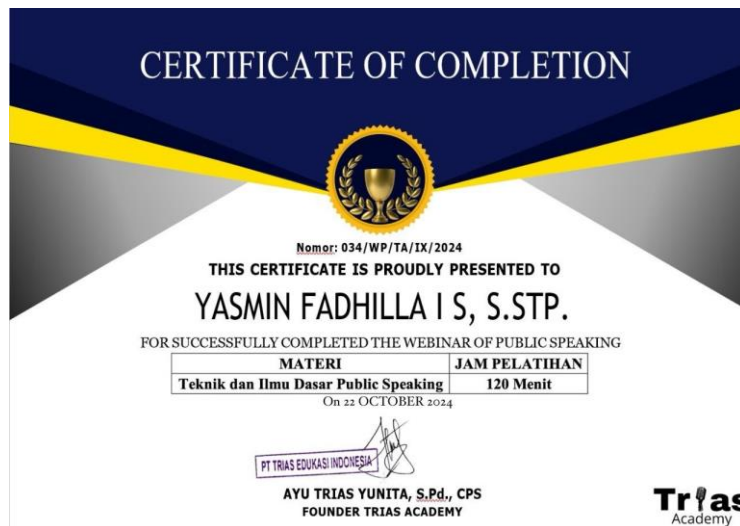 CERTIFICATE OF COMPLETION
Nomor: 034/WP/TA/IX/2024
THIS CERTIFICATE IS PROUDLY PRESENTED TO
YASMIN FADHILLA I S, S.STP.
FOR SUCCESSFULLY COMPLETED THE WEBINAR OF PUBLIC SPEAKING
MATERI JAM PELATIHAN
Teknik dan Ilmu Dasar Public Speaking 120 Menit
On 22 OCTOBER 2024
PT TRIAS EDUKASI INDONESIA
AYU TRIAS YUNITA, S.Pd., CPS
FOUNDER TRIAS ACADEMY
Trias
Academy